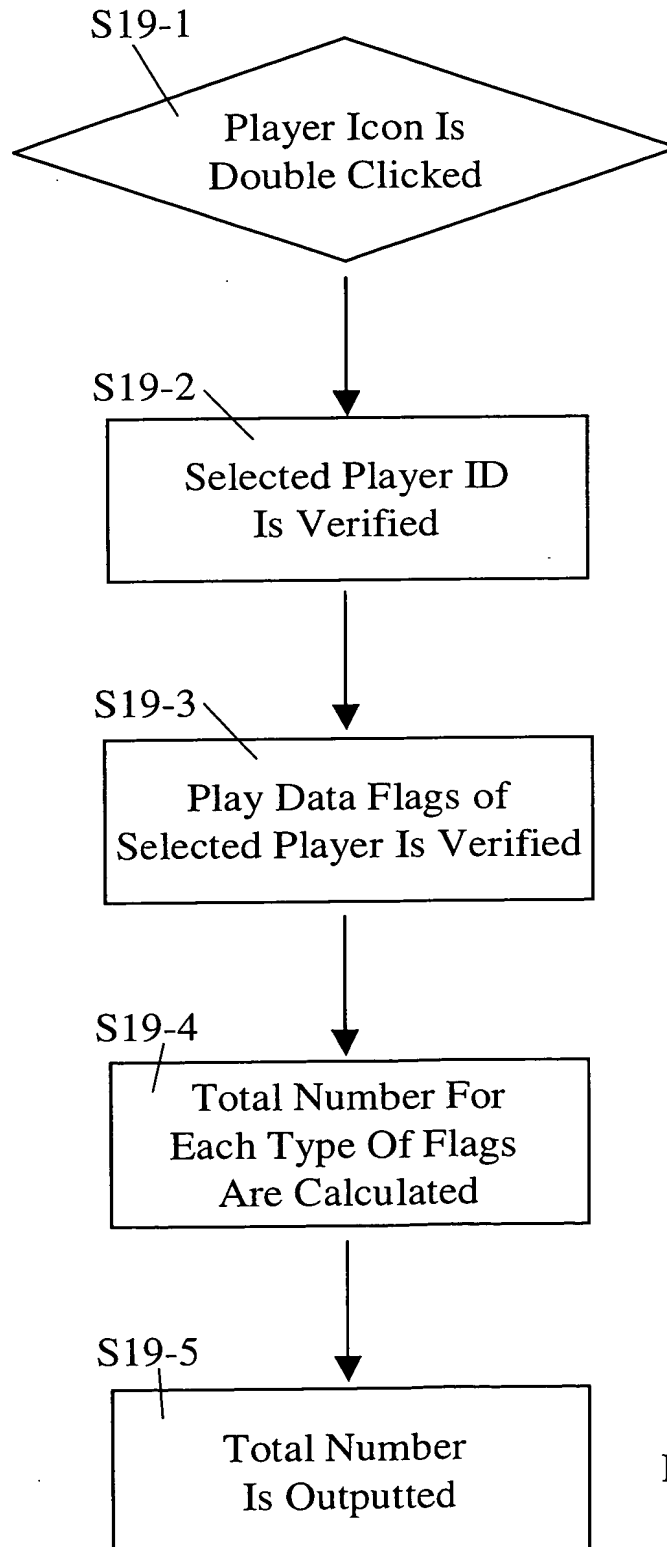 S19-1
Player Icon Is
Double Clicked
S19-2
Selected Player ID
Is Verified
S19-3
Play Data Flags of
Selected Player Is Verified
S19-4
Total Number For
Each Type Of Flags
Are Calculated
S19-5
Total Number
Is Outputted